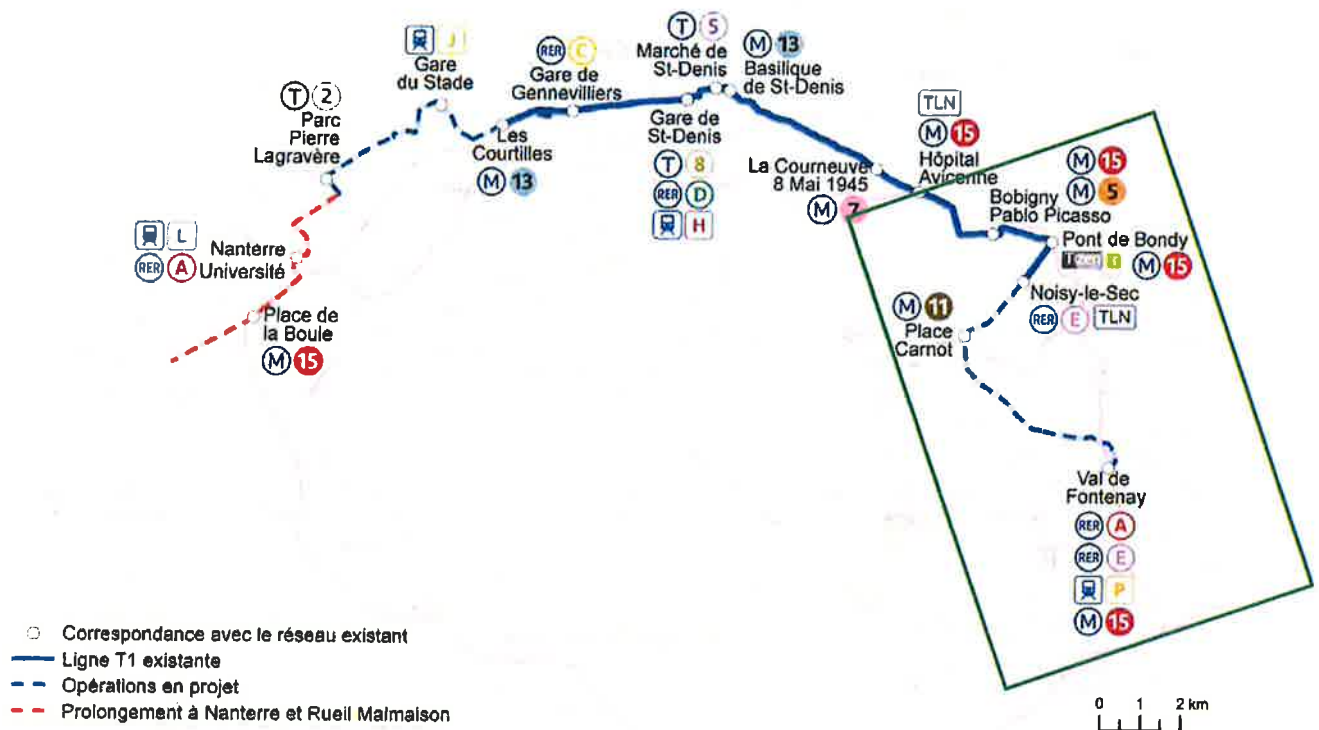 T 5
Marché de
St-Denis
M 13
Basilique
de St-Denis
J
Gare
du Stade
RER C
Gare de
Gennevilliers
T 2
Parc
Pierre
Lagravère
Les
Courtilles
M 13
Gare de
St-Denis
T 8
RER D
H
TLN
M 15
Hôpital
Avicenne
La Courneuve
8 Mai 1945
M 7
M 15
M 5
Bobigny
Pablo Picasso
Pont de Bondy
M 15
Noisy-le-Sec
RER E TLN
L
RER A
Nanterre
Université
Place de
la Boule
M 15
M 11
Place
Carnot
Val de
Fontenay
RER A
RER E
P
M 15
Correspondance avec le réseau existant
Ligne T1 existante
Opérations en projet
Prolongement à Nanterre et Rueil Malmaison
0 1 2 km